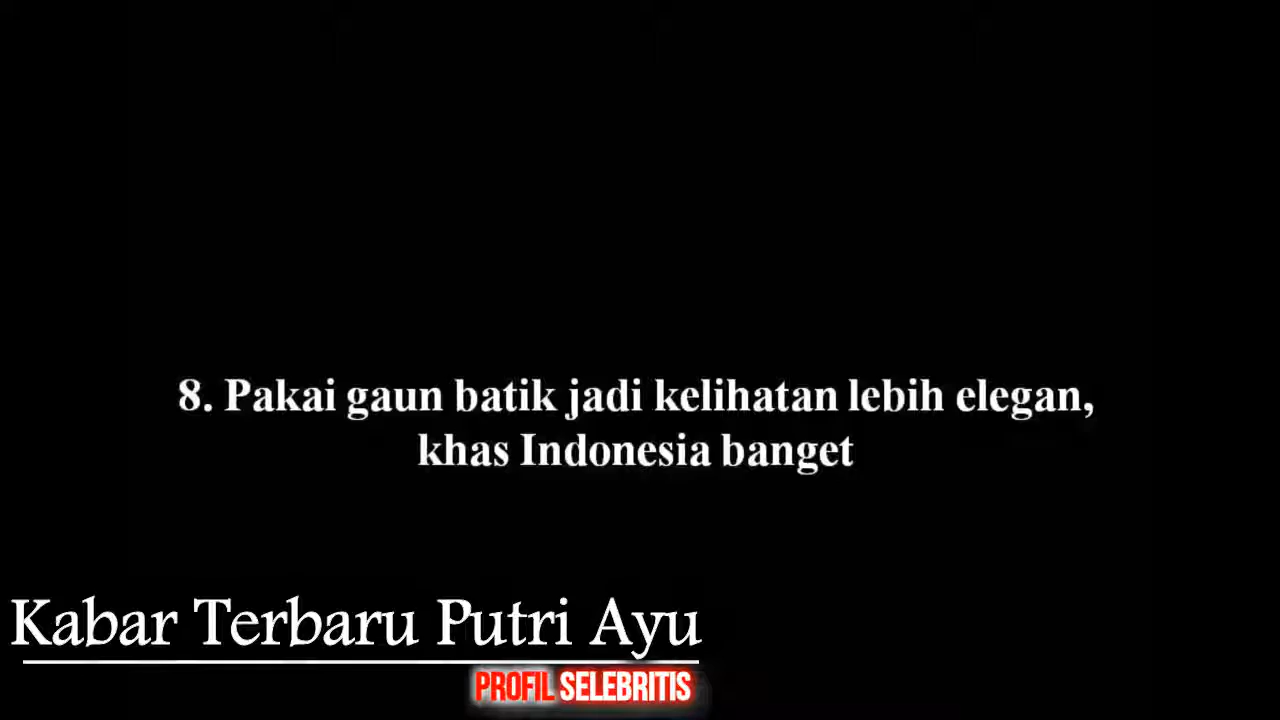 8. Pakai gaun batik jadi kelihatan lebih elegan,
khas Indonesia banget
Kabar Terbaru Putri Ayu
PROFIL SELEBRITIS